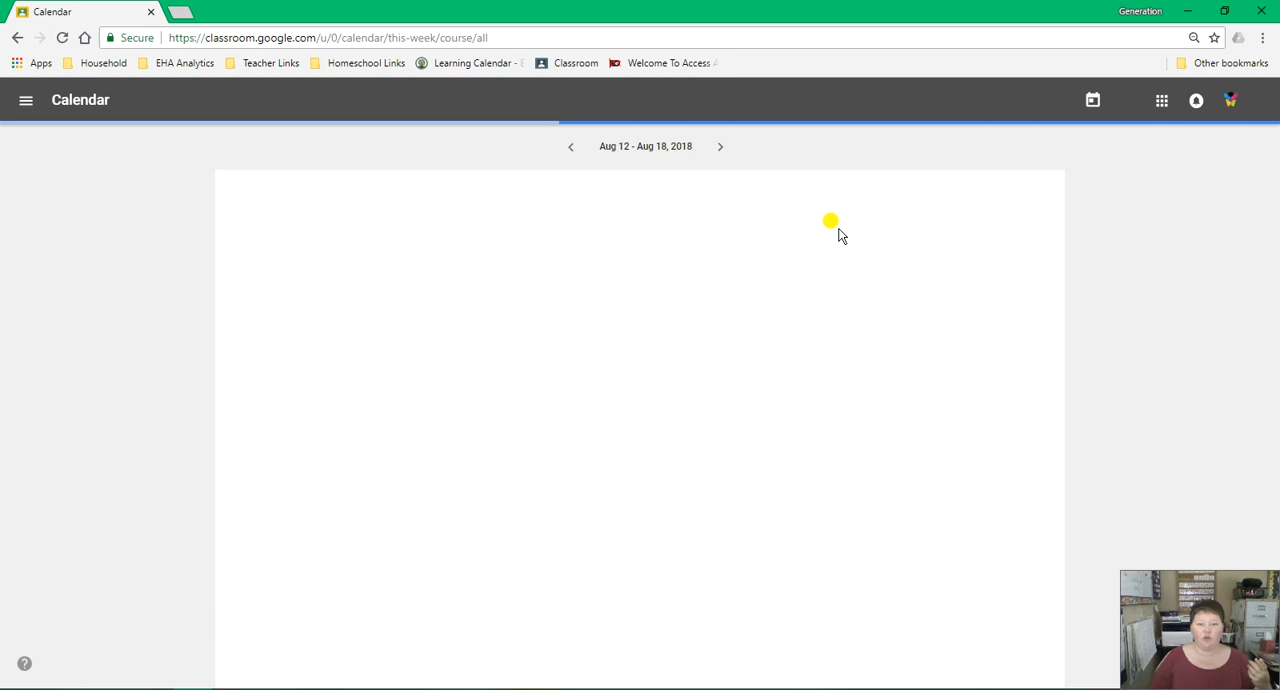 Calendar
Generation
Secure
https://classroom.google.com/u/0/calendar/this-week/course/all
Apps
Household
EHA Analytics
Teacher Links
Homeschool Links
Learning Calendar - E
Classroom
Welcome To Access A
Other bookmarks
Calendar
Aug 12 - Aug 18, 2018
?